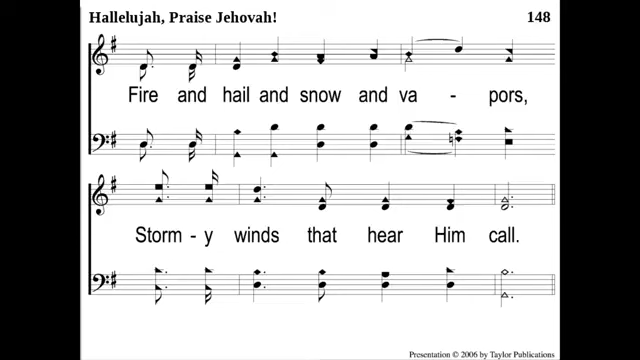 Hallelujah, Praise Jehovah! 148
Fire and hail and snow and va - pors,
Storm - y winds that hear Him call.
Presentation © 2006 by Taylor Publications